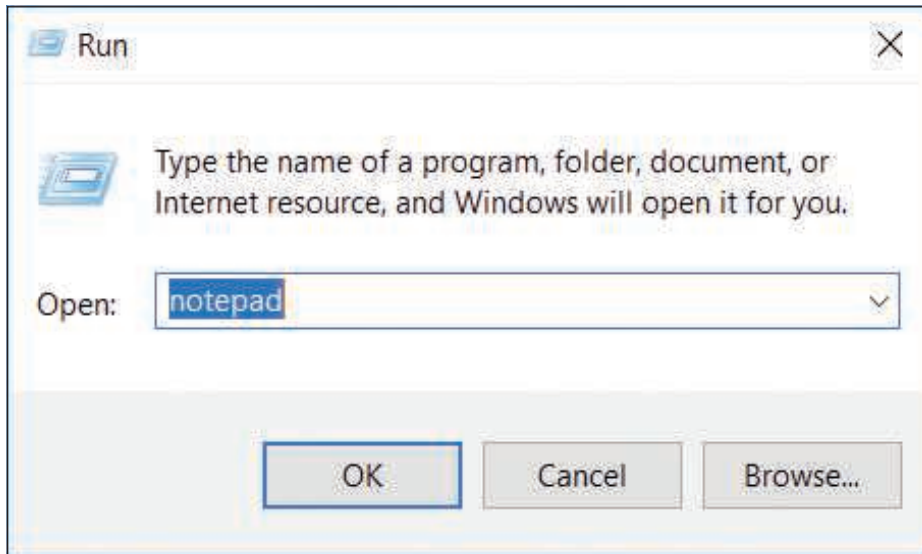 Run
Type the name of a program, folder, document, or
Internet resource, and Windows will open it for you.
Open: notepad
OK Cancel Browse...